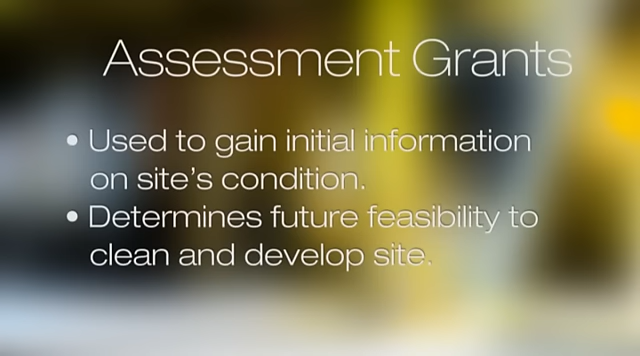 Assessment Grants
• Used to gain initial information
on site's condition.
• Determines future feasibility to
clean and develop site.